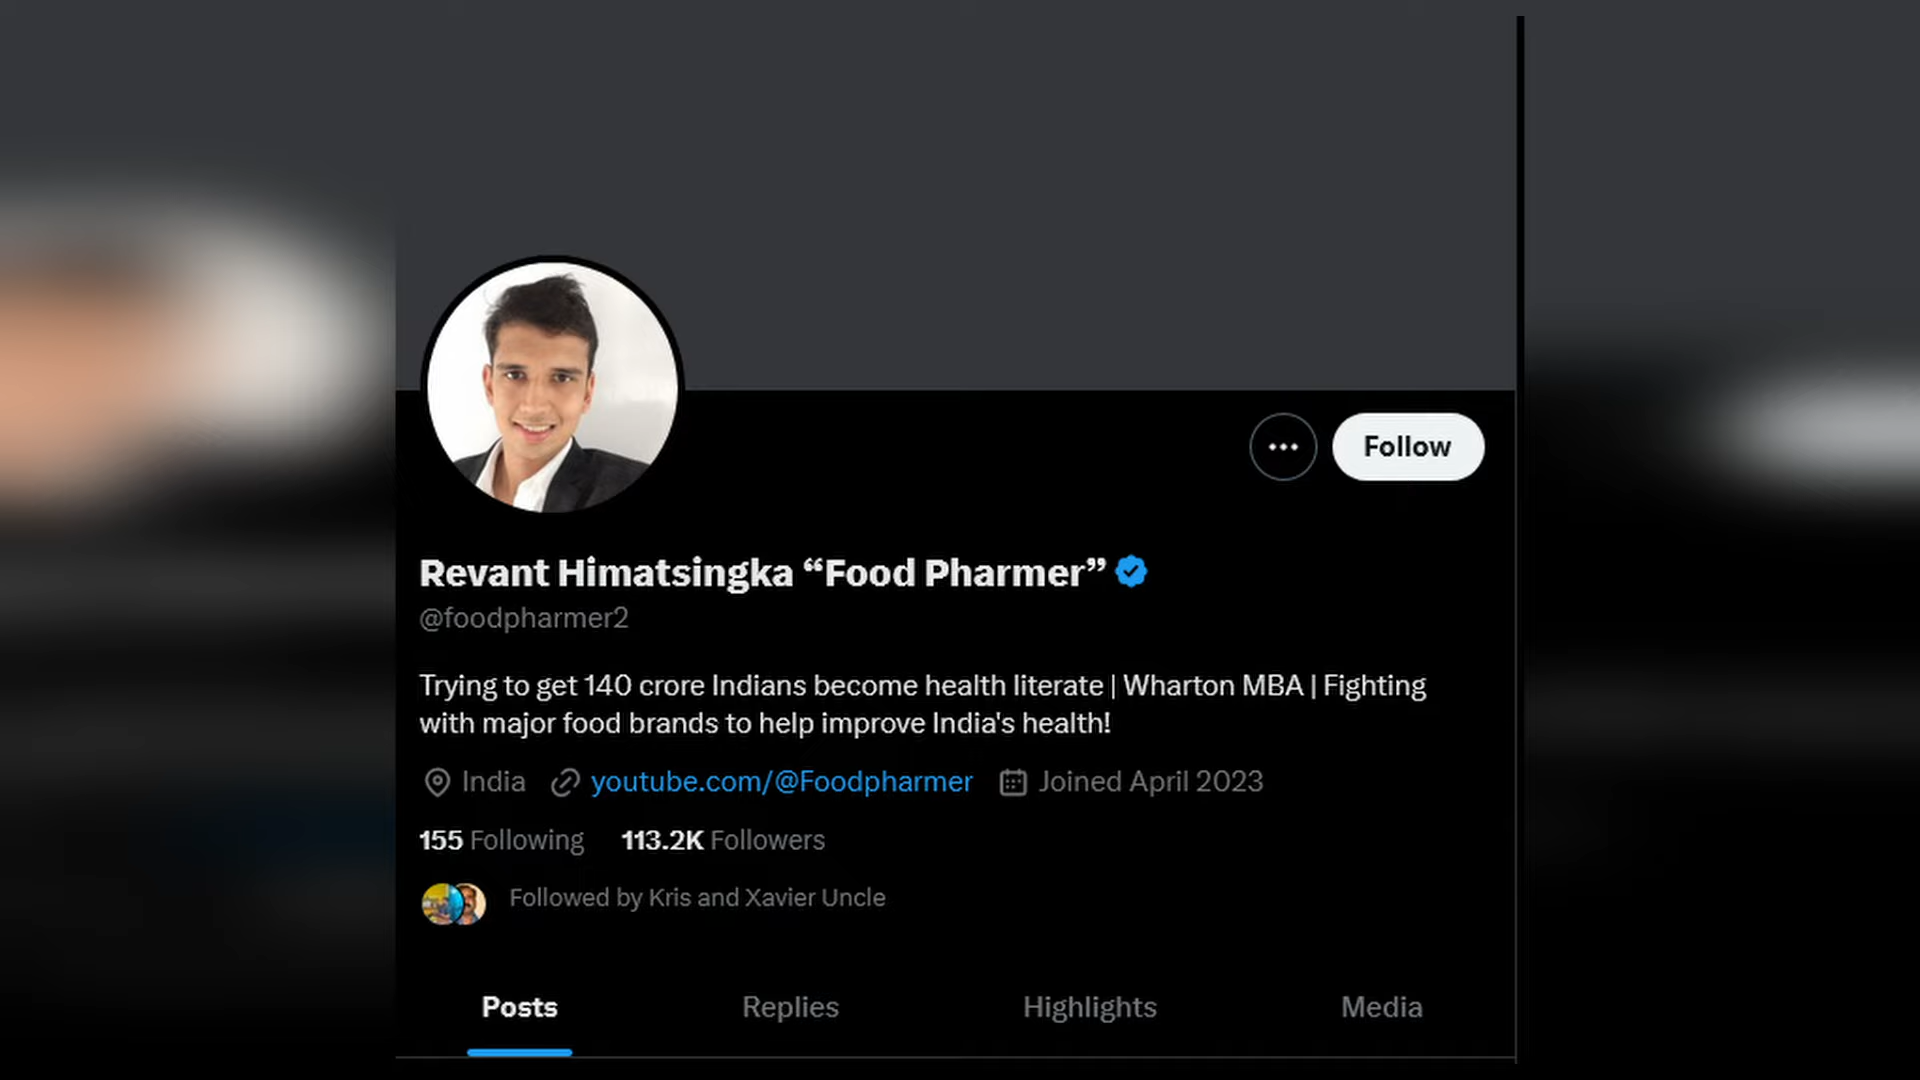 Follow
Revant Himatsingka “Food Pharmer”
@foodpharmer2
Trying to get 140 crore Indians become health literate | Wharton MBA | Fighting
with major food brands to help improve India's health!
India youtube.com/@Foodpharmer Joined April 2023
155 Following 113.2K Followers
Followed by Kris and Xavier Uncle
Posts Replies Highlights Media